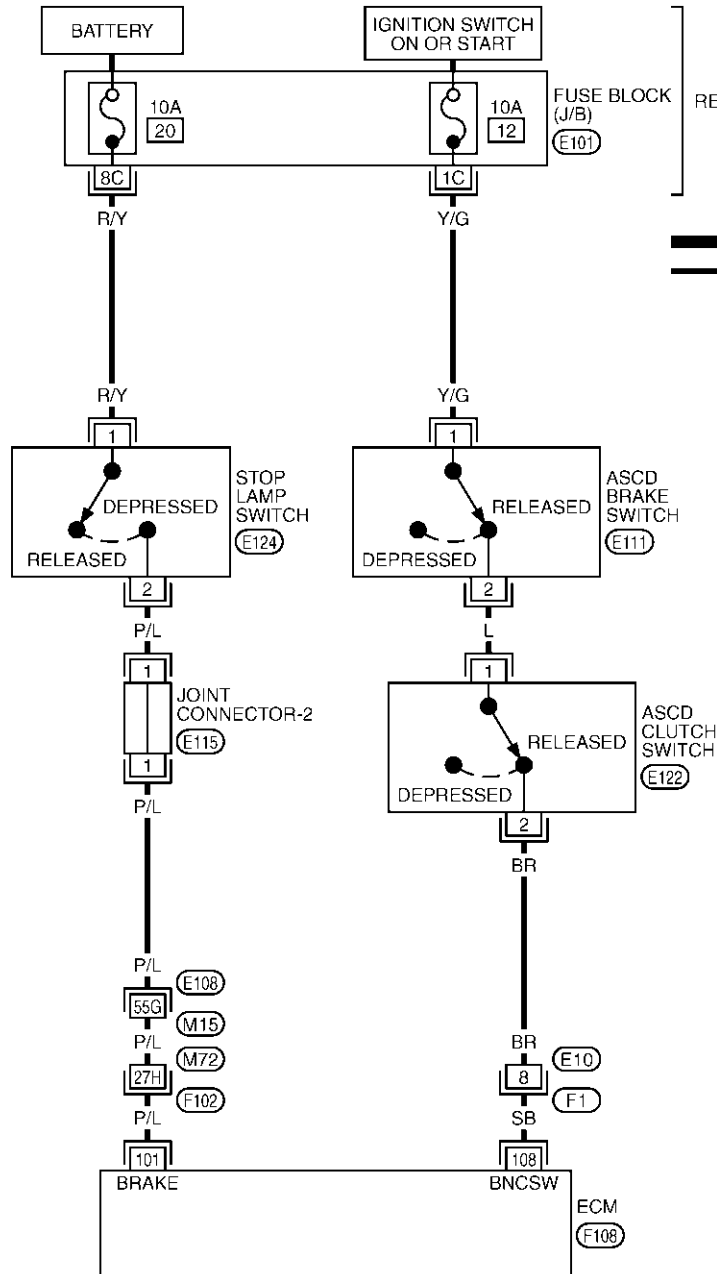 BATTERY
IGNITION SWITCH
ON OR START
10A
20
10A
12
FUSE BLOCK
(J/B)
E101
RE
8C
1C
R/Y
Y/G
R/Y
Y/G
1
1
STOP
LAMP
SWITCH
E124
DEPRESSED
RELEASED
ASCD
BRAKE
SWITCH
E111
RELEASED
DEPRESSED
2
2
P/L
L
1
1
JOINT
CONNECTOR-2
E115
ASCD
CLUTCH
SWITCH
E122
RELEASED
DEPRESSED
1
2
P/L
BR
P/L
E108
55G
M15
P/L
BR
M72
E10
27H
8
F102
F1
P/L
SB
101
108
BRAKE
BNCSW
ECM
F108